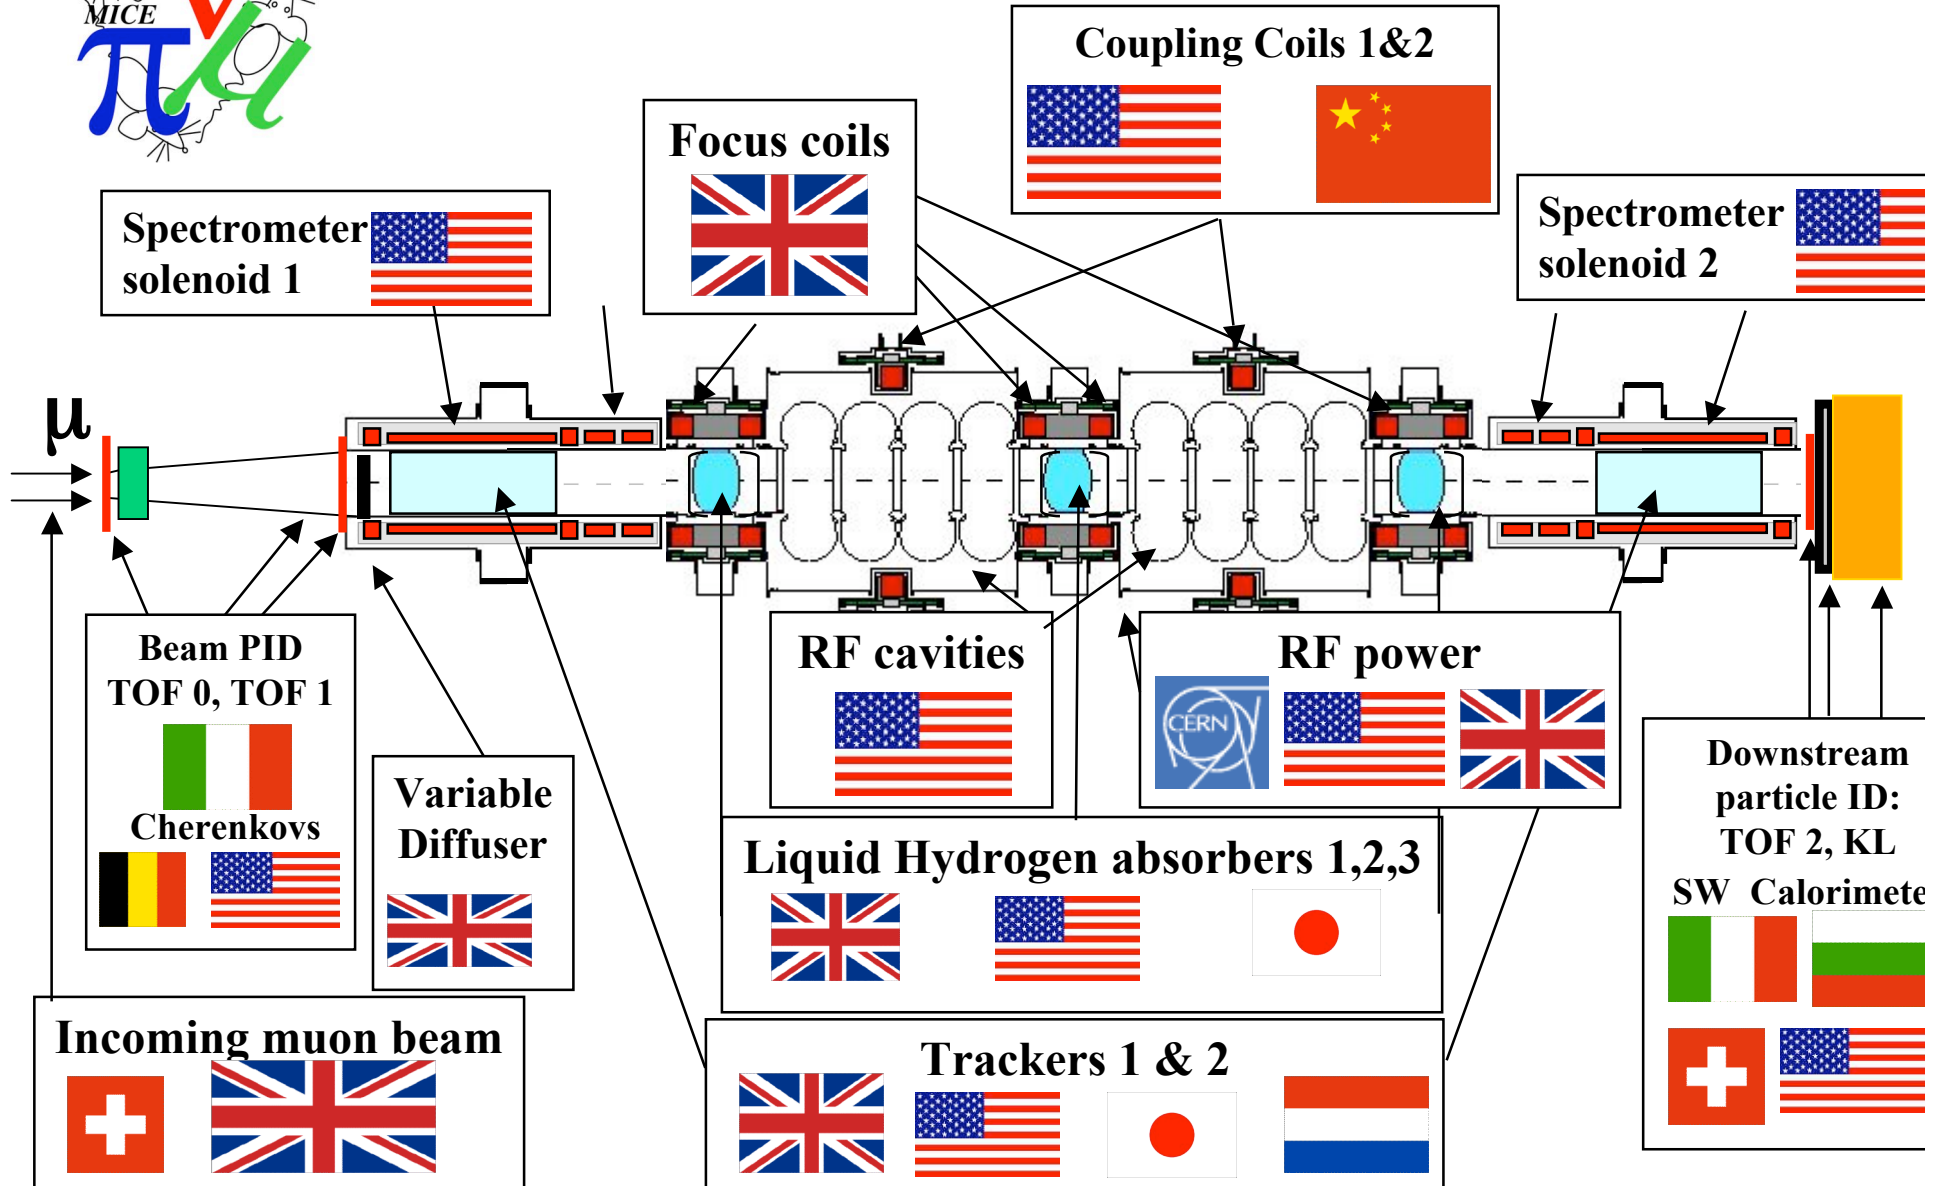 MICE
πνμ
Coupling Coils 1&2
Focus coils
Spectrometer
solenoid 1
Spectrometer
solenoid 2
μ
Beam PID
TOF 0, TOF 1
Cherenkovs
Variable
Diffuser
RF cavities
RF power
CERN
Liquid Hydrogen absorbers 1,2,3
Downstream
particle ID:
TOF 2, KL
SW Calorimete
Incoming muon beam
Trackers 1 & 2